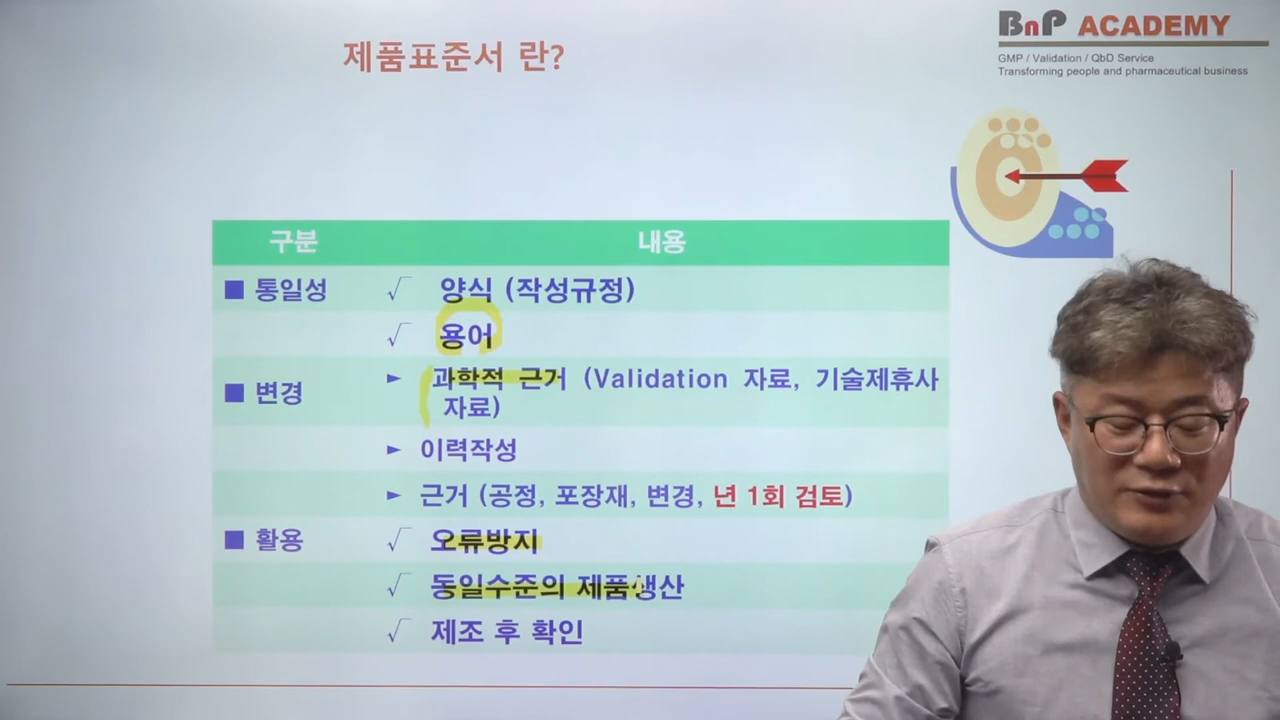 제품표준서 란?
BnP ACADEMY
GMP / Validation / QbD Service
Transforming people and pharmaceutical business
구분 내용
■ 통일성 √ 양식 (작성규정)
√ 용어
■ 변경 ► 과학적 근거 (Validation 자료, 기술제휴사
자료)
► 이력작성
► 근거 (공정, 포장재, 변경, 년 1회 검토)
■ 활용 √ 오류방지
√ 동일수준의 제품생산
√ 제조 후 확인